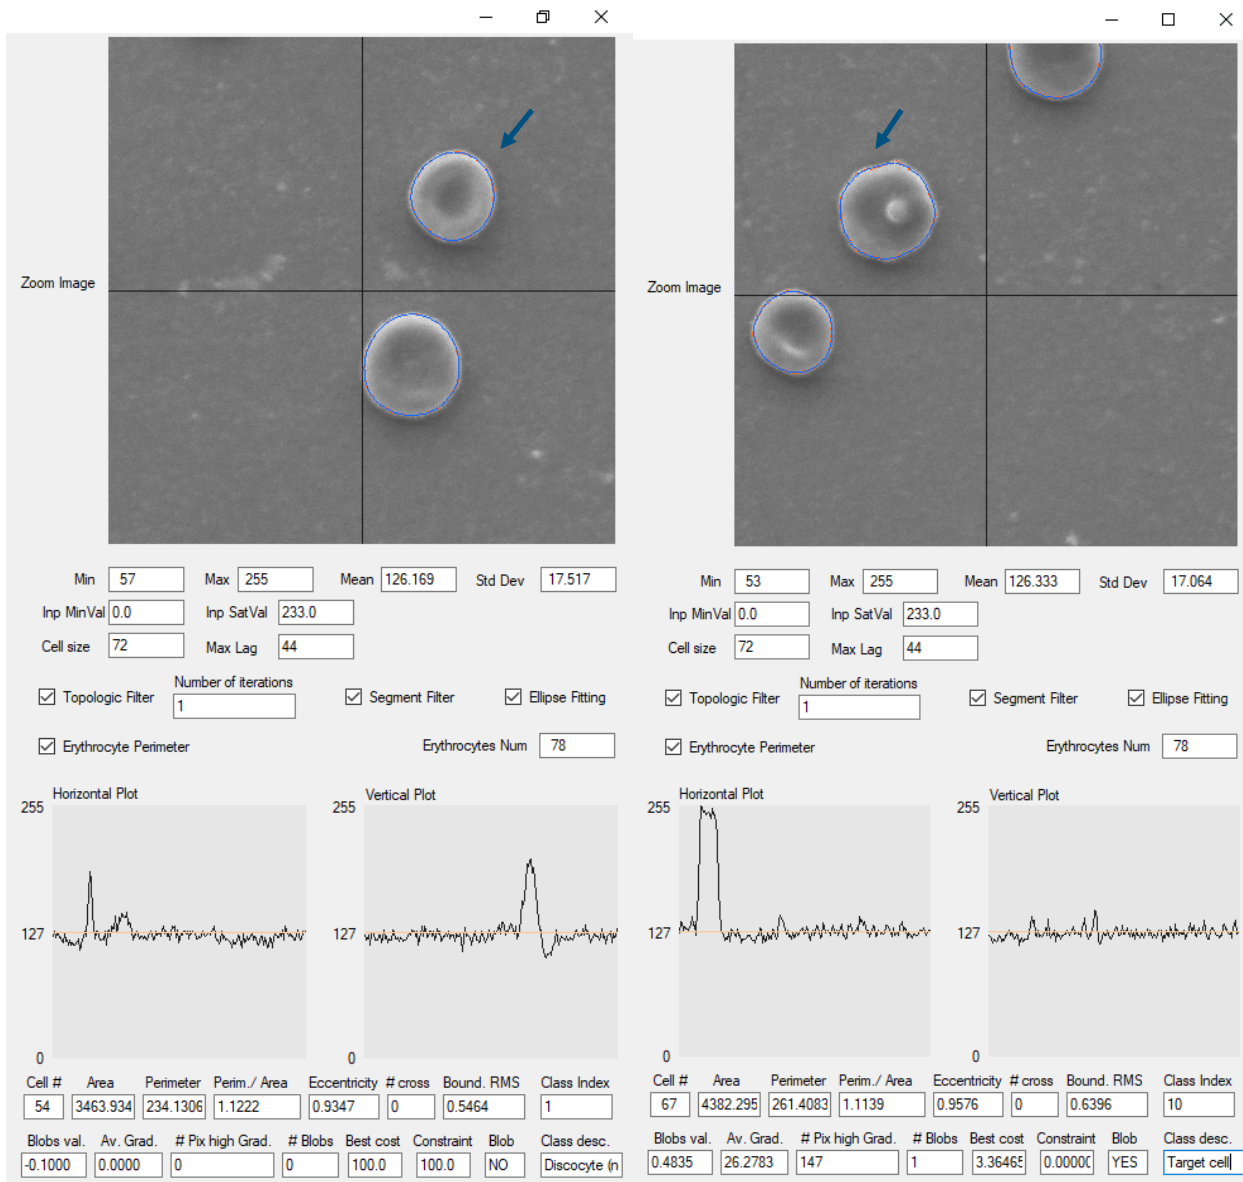 Zoom Image
Min 57 Max 255 Mean 126.169 Std Dev 17.517
Inp MinVal 0.0 Inp SatVal 233.0
Cell size 72 Max Lag 44
Topologic Filter Number of iterations 1 Segment Filter Ellipse Fitting
Erythrocyte Perimeter Erythrocytes Num 78
Horizontal Plot Vertical Plot
255 255
127 127
0 0
Cell # Area Perimeter Perim./ Area Eccentricity # cross Bound. RMS Class Index
54 3463.934 234.1306 1.1222 0.9347 0 0.5464 1
Blobs val. Av. Grad. # Pix high Grad. # Blobs Best cost Constraint Blob Class desc.
-0.1000 0.0000 0 0 100.0 100.0 NO Discocyte (n
Zoom Image
Min 53 Max 255 Mean 126.333 Std Dev 17.064
Inp MinVal 0.0 Inp SatVal 233.0
Cell size 72 Max Lag 44
Topologic Filter Number of iterations 1 Segment Filter Ellipse Fitting
Erythrocyte Perimeter Erythrocytes Num 78
Horizontal Plot Vertical Plot
255 255
127 127
0 0
Cell # Area Perimeter Perim./ Area Eccentricity # cross Bound. RMS Class Index
67 4382.295 261.4083 1.1139 0.9576 0 0.6396 10
Blobs val. Av. Grad. # Pix high Grad. # Blobs Best cost Constraint Blob Class desc.
0.4835 26.2783 147 1 3.36465 0.0000 YES Target cell